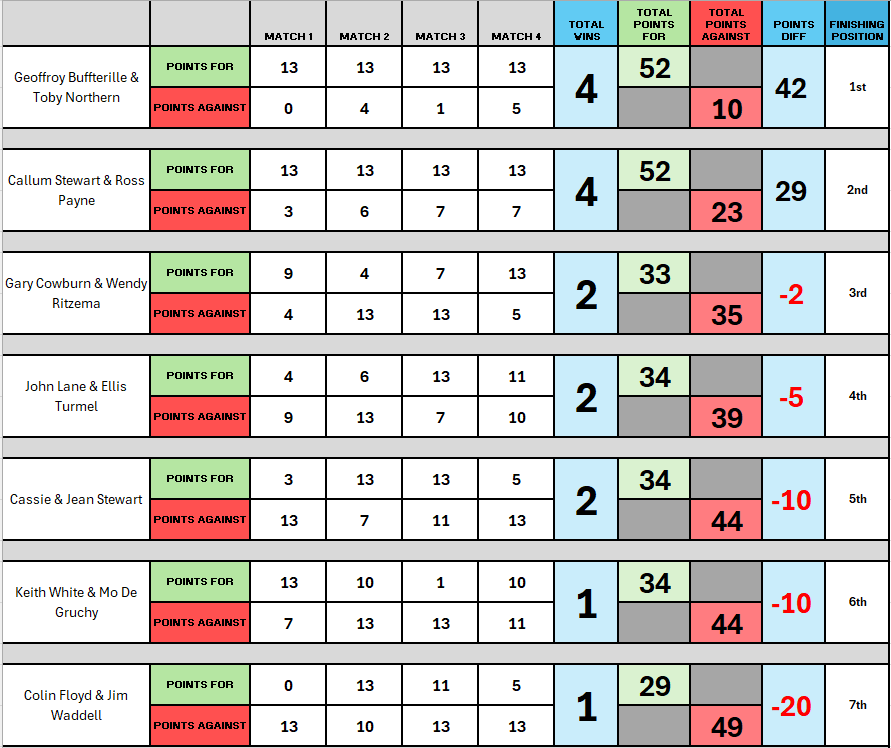 MATCH 1 MATCH 2 MATCH 3 MATCH 4 TOTAL WINS TOTAL POINTS FOR TOTAL POINTS AGAINST POINTS DIFF FINISHING POSITION
Geoffroy Buffterille &
Toby Northern
POINTS FOR 13 13 13 13
POINTS AGAINST 0 4 1 5
4 52 10 42 1st
Callum Stewart & Ross
Payne
POINTS FOR 13 13 13 13
POINTS AGAINST 3 6 7 7
4 52 23 29 2nd
Gary Cowburn & Wendy
Ritzema
POINTS FOR 9 4 7 13
POINTS AGAINST 4 13 13 5
2 33 35 -2 3rd
John Lane & Ellis
Turmel
POINTS FOR 4 6 13 11
POINTS AGAINST 9 13 7 10
2 34 39 -5 4th
Cassie & Jean Stewart
POINTS FOR 3 13 13 5
POINTS AGAINST 13 7 11 13
2 34 44 -10 5th
Keith White & Mo De
Gruchy
POINTS FOR 13 10 1 10
POINTS AGAINST 7 13 13 11
1 34 44 -10 6th
Colin Floyd & Jim
Waddell
POINTS FOR 0 13 11 5
POINTS AGAINST 13 10 13 13
1 29 49 -20 7th